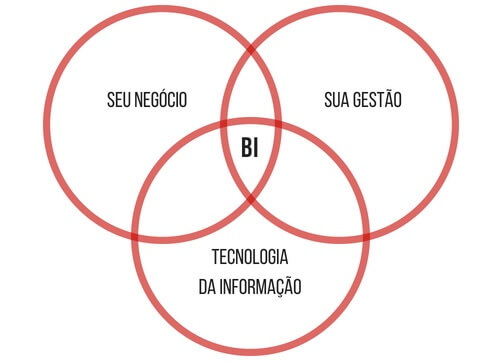 SEU NEGÓCIO
SUA GESTÃO
BI
TECNOLOGIA
DA INFORMAÇÃO